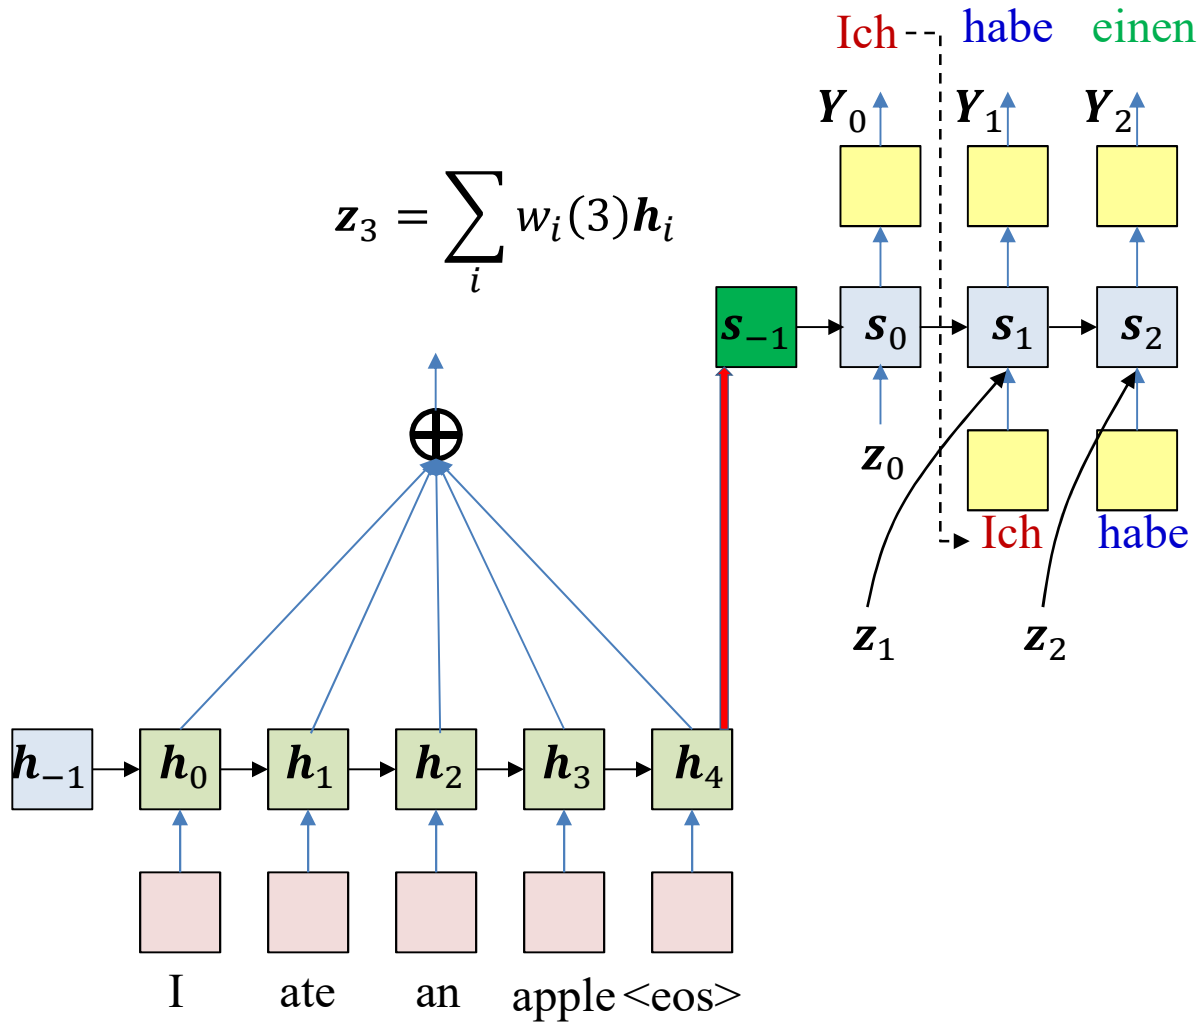 Ich habe einen
Y₀ Y₁ Y₂
z₃ = ∑ᵢ wᵢ(3)hᵢ
s₋₁ s₀ s₁ s₂
z₀
Ich habe
z₁ z₂
h₋₁ h₀ h₁ h₂ h₃ h₄
I ate an apple <eos>